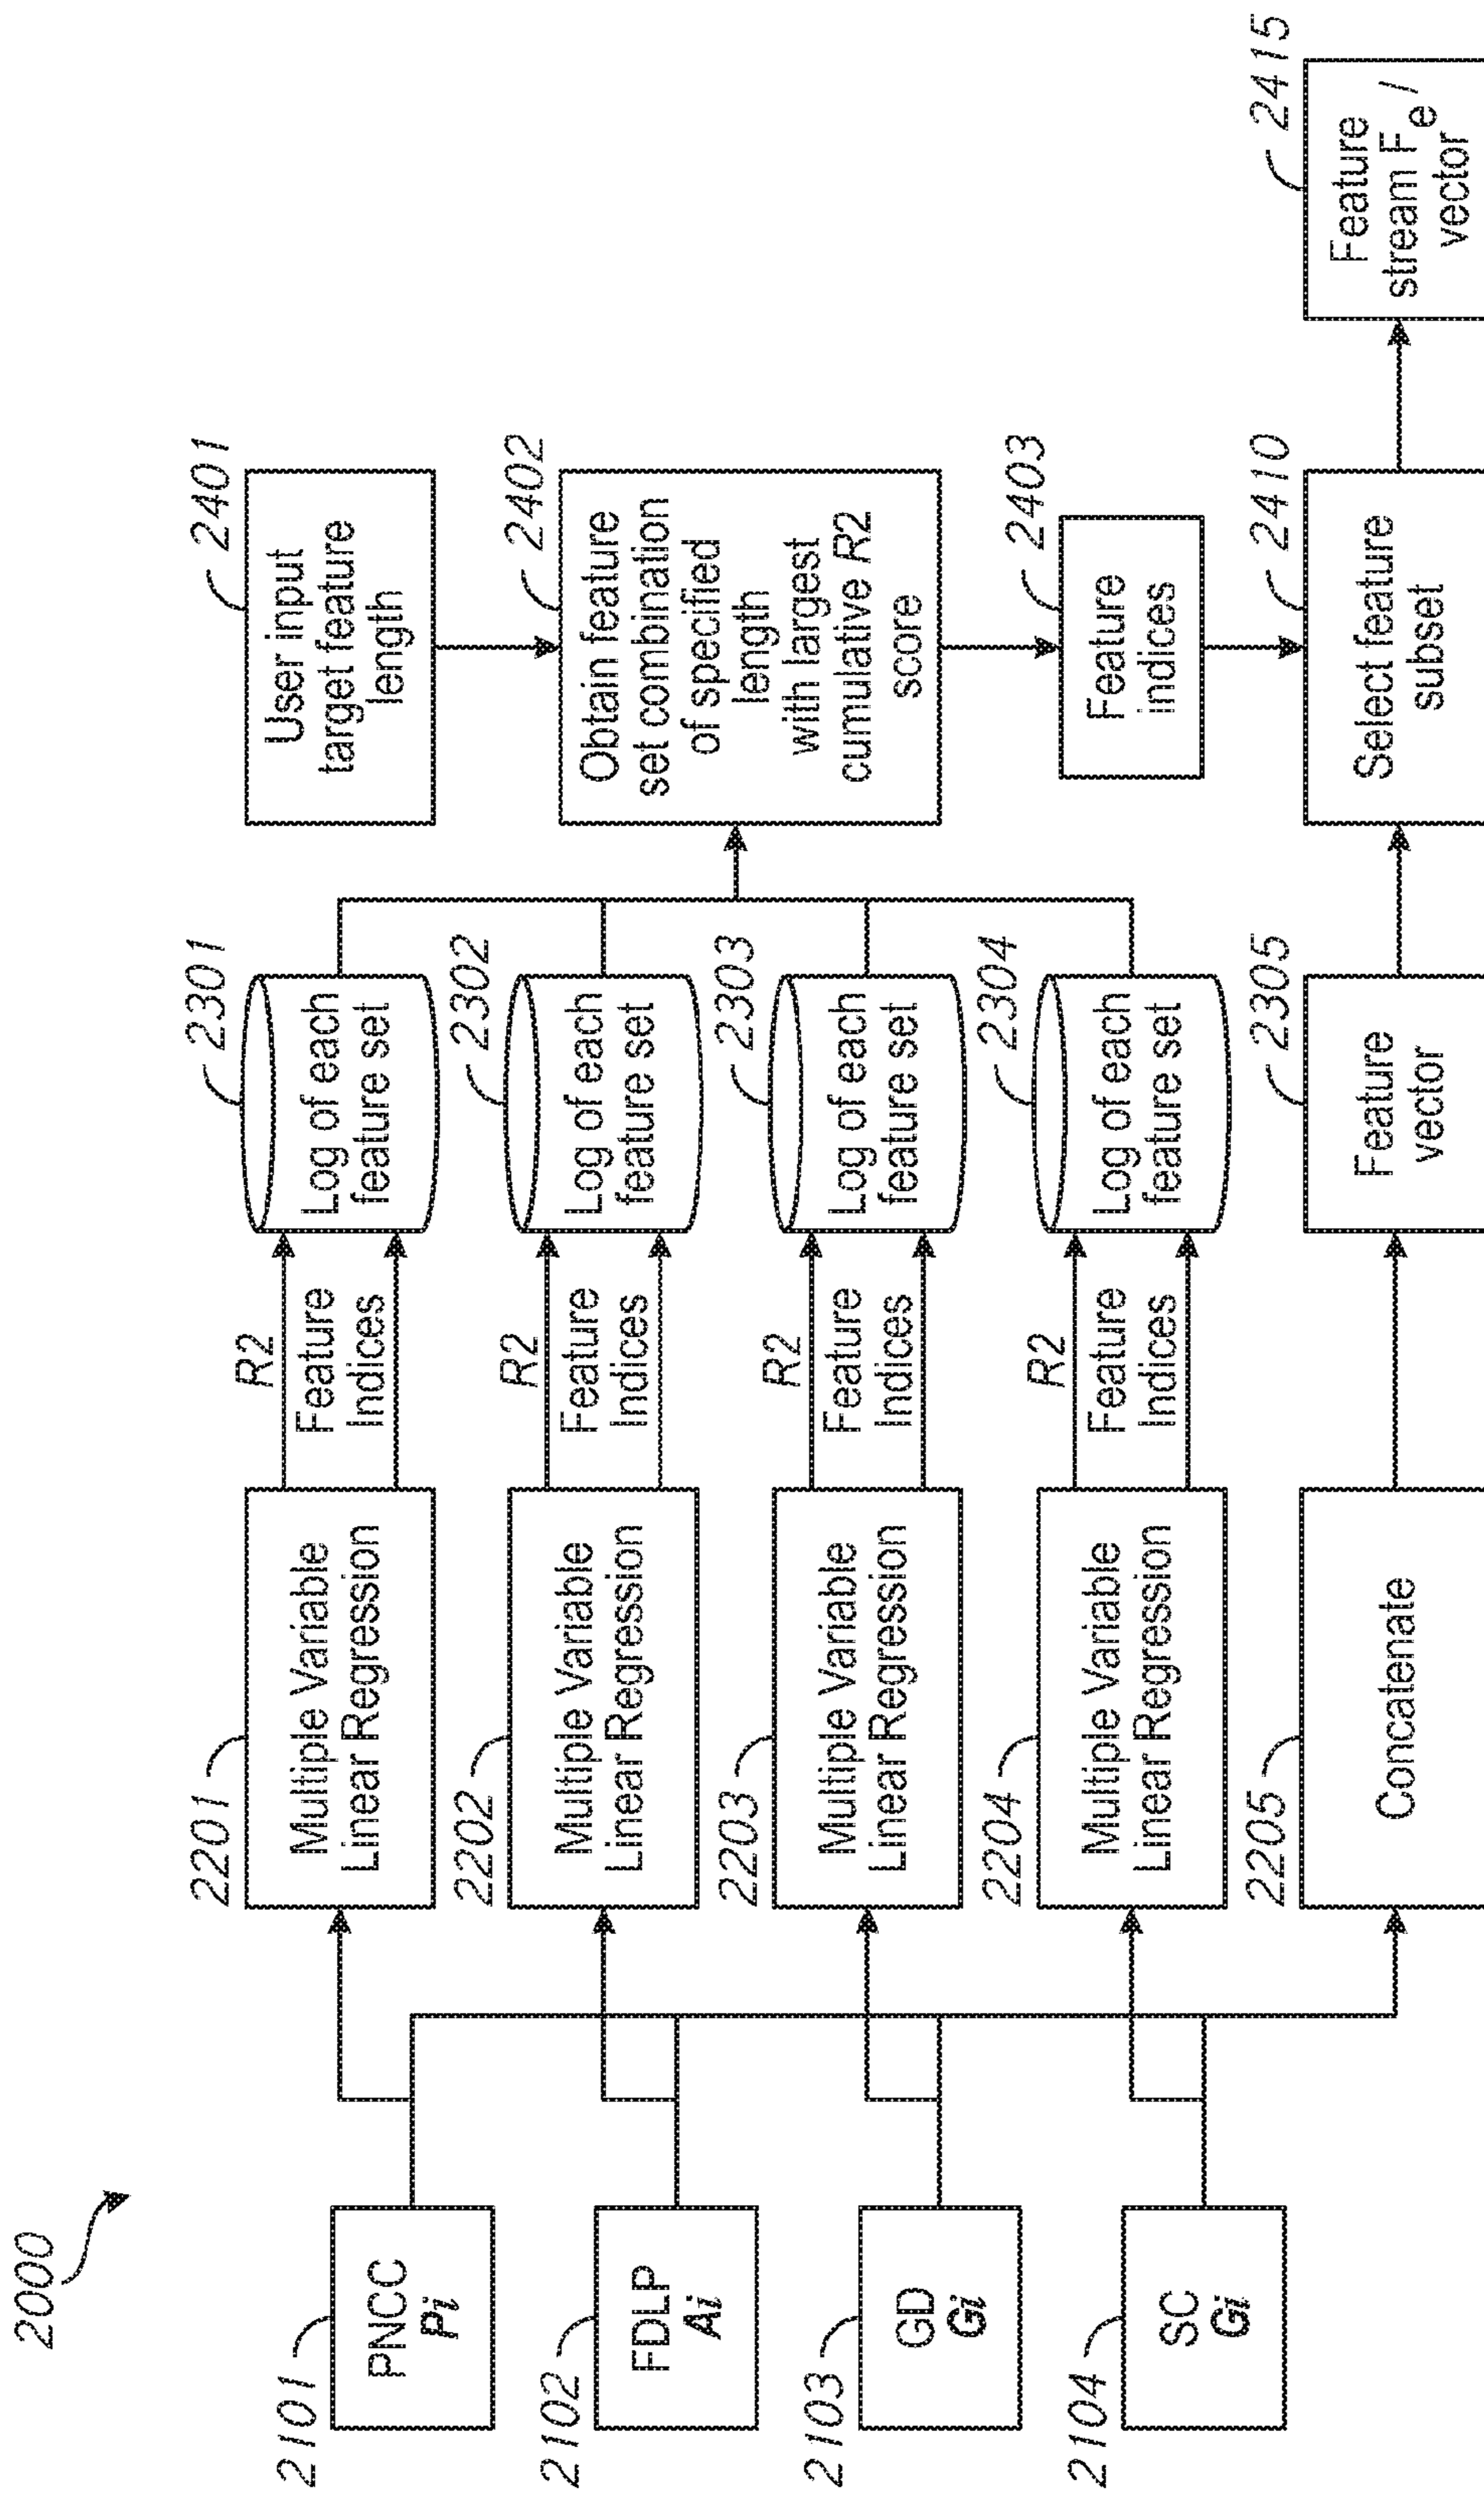 2000
2101
PNCC
Pi
2102
FDLP
Ai
2103
GD
Gi
2104
SC
Gi
2201
Multiple Variable
Linear Regression
2202
Multiple Variable
Linear Regression
2203
Multiple Variable
Linear Regression
2204
Multiple Variable
Linear Regression
2205
Concatenate
R2
Feature
Indices
R2
Feature
Indices
R2
Feature
Indices
R2
Feature
Indices
2301
Log of each
feature set
2302
Log of each
feature set
2303
Log of each
feature set
2304
Log of each
feature set
2305
Feature
vector
2401
User input
target feature
length
2402
Obtain feature
set combination
of specified
length
with largest
cumulative R2
score
2403
Feature
indices
2410
Select feature
subset
2415
Feature
stream Fe /
vector